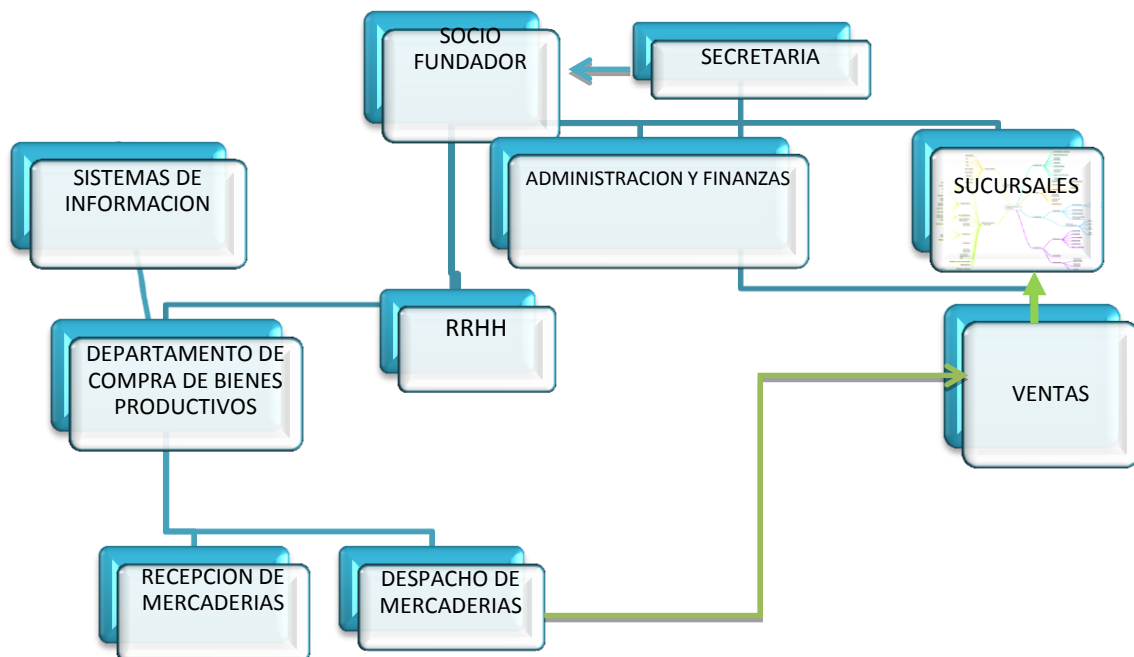 SOCIO
FUNDADOR
SECRETARIA
SISTEMAS DE
INFORMACION
ADMINISTRACION Y FINANZAS
SUCURSALES
RRHH
DEPARTAMENTO DE
COMPRA DE BIENES
PRODUCTIVOS
VENTAS
RECEPCION DE
MERCADERIAS
DESPACHO DE
MERCADERIAS